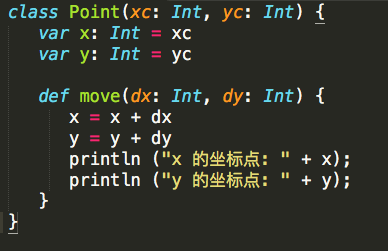 class Point(xc: Int, yc: Int) {
   var x: Int = xc
   var y: Int = yc

   def move(dx: Int, dy: Int) {
      x = x + dx
      y = y + dy
      println ("x 的坐标点: " + x);
      println ("y 的坐标点: " + y);
   }
}